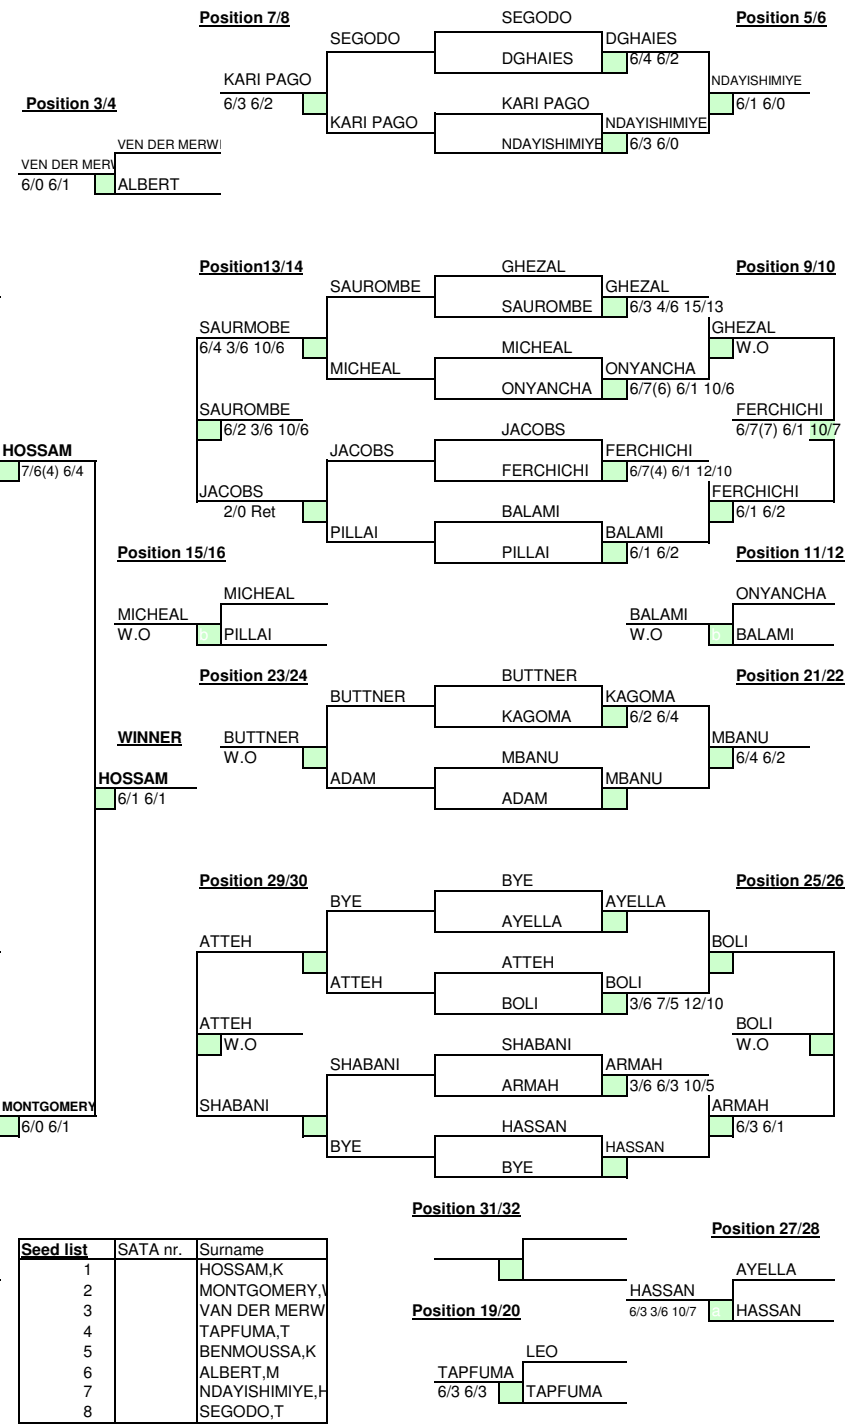 Position 7/8
SEGODO
Position 5/6
SEGODO
DGHAIES
DGHAIES
6/4 6/2
KARI PAGO
NDAYISHIMIYE
Position 3/4
6/3 6/2
KARI PAGO
6/1 6/0
KARI PAGO
NDAYISHIMIYE
VEN DER MERW
NDAYISHIMIYE
6/3 6/0
VEN DER MER
6/0 6/1
ALBERT
Position13/14
GHEZAL
Position 9/10
SAUROMBE
GHEZAL
SAUROMBE
6/3 4/6 15/13
SAURMOBE
GHEZAL
6/4 3/6 10/6
MICHEAL
W.O
MICHEAL
ONYANCHA
ONYANCHA
6/7(6) 6/1 10/6
SAUROMBE
FERCHICHI
6/2 3/6 10/6
JACOBS
6/7(7) 6/1 10/7
HOSSAM
JACOBS
FERCHICHI
7/6(4) 6/4
FERCHICHI
6/7(4) 6/1 12/10
JACOBS
FERCHICHI
2/0 Ret
BALAMI
6/1 6/2
PILLAI
BALAMI
Position 15/16
PILLAI
6/1 6/2
Position 11/12
MICHEAL
ONYANCHA
MICHEAL
BALAMI
W.O
PILLAI
W.O
BALAMI
Position 23/24
BUTTNER
Position 21/22
BUTTNER
KAGOMA
KAGOMA
6/2 6/4
WINNER
BUTTNER
MBANU
W.O
MBANU
6/4 6/2
HOSSAM
ADAM
MBANU
6/1 6/1
ADAM
Position 29/30
BYE
Position 25/26
BYE
AYELLA
AYELLA
ATTEH
BOLI
ATTEH
ATTEH
BOLI
BOLI
3/6 7/5 12/10
ATTEH
BOLI
W.O
SHABANI
W.O
SHABANI
ARMAH
ARMAH
3/6 6/3 10/5
MONTGOMERY
SHABANI
ARMAH
6/0 6/1
HASSAN
6/3 6/1
BYE
HASSAN
BYE
Position 31/32
Position 27/28
Seed list SATA nr. Surname
1 HOSSAM,K
AYELLA
2 MONTGOMERY,
HASSAN
3 VAN DER MERW
Position 19/20
6/3 3/6 10/7
HASSAN
4 TAPFUMA,T
5 BENMOUSSA,K
LEO
6 ALBERT,M
TAPFUMA
7 NDAYISHIMIYE,H
6/3 6/3
TAPFUMA
8 SEGODO,T